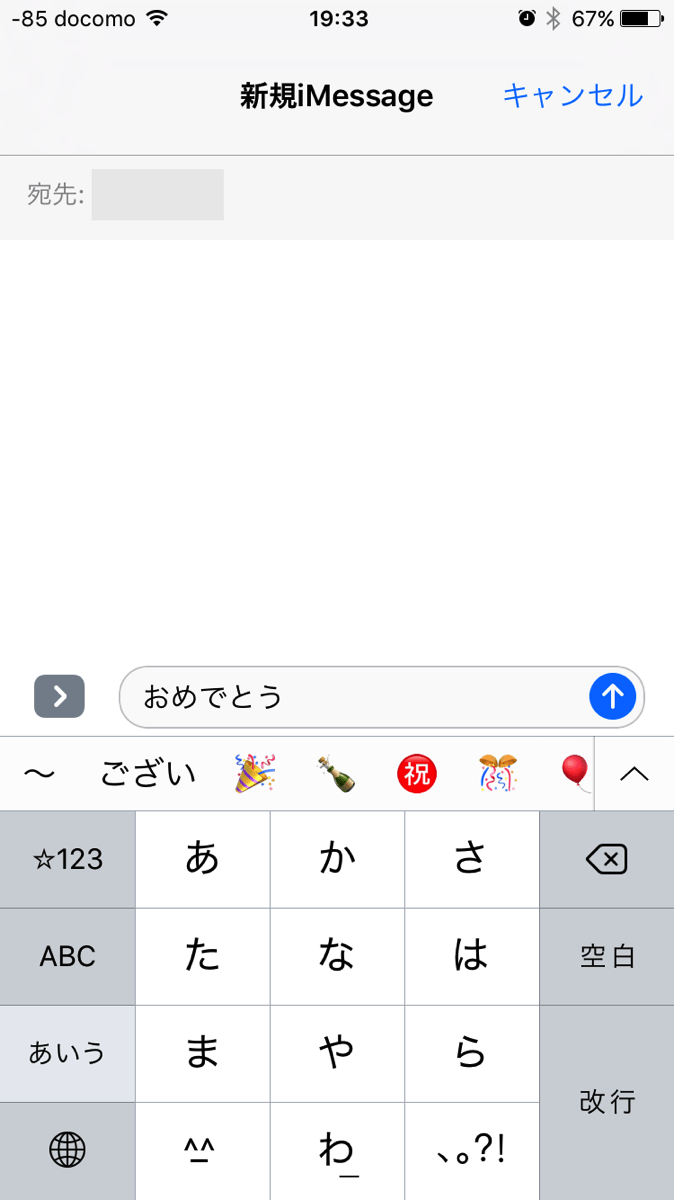 -85 docomo 19:33 67%
新規iMessage キャンセル
宛先:
おめでとう
〜 ござい 🎉 🍾 ㊗️ 🎊 🎈
☆123 あ か さ
ABC た な は 空白
あいう ま や ら 改行
^_^ わ_ 、。?!